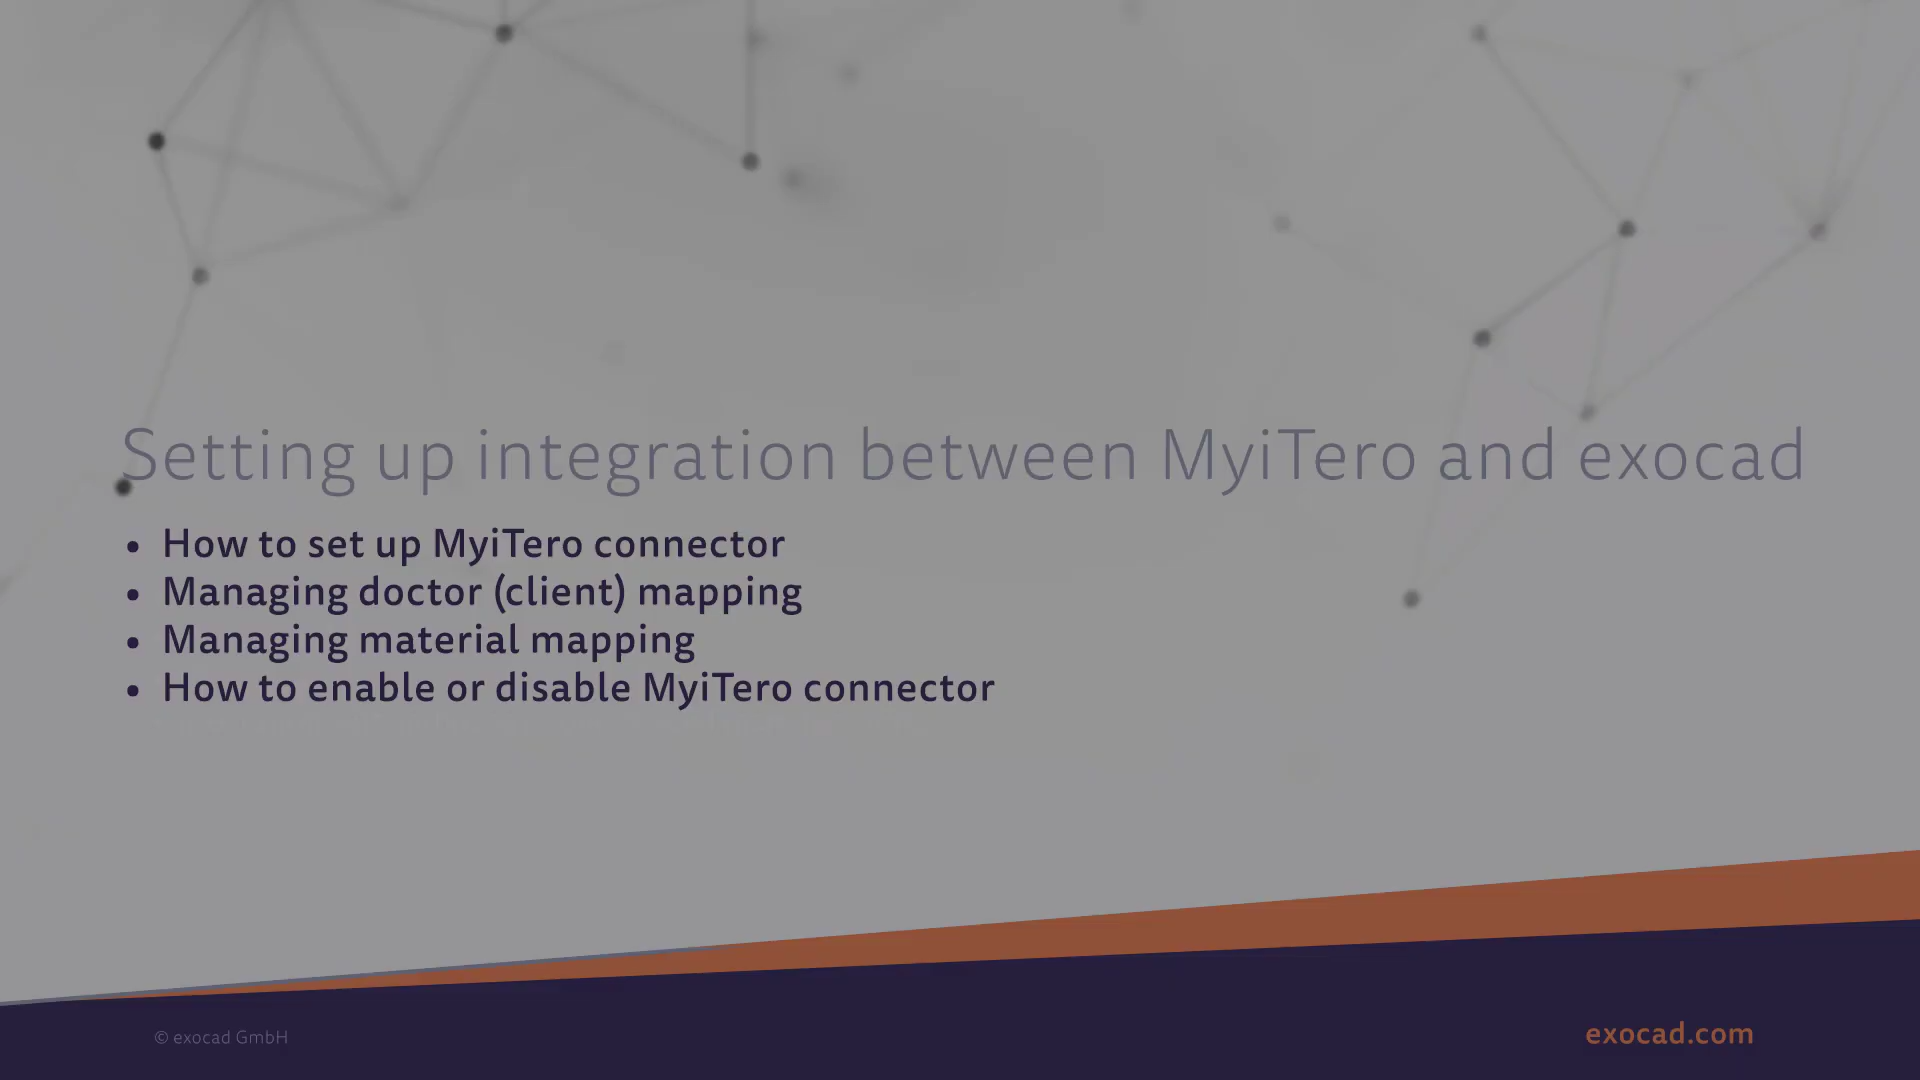 Setting up integration between MyiTero and exocad
• How to set up MyiTero connector
• Managing doctor (client) mapping
• Managing material mapping
• How to enable or disable MyiTero connector
© exocad GmbH
exocad.com